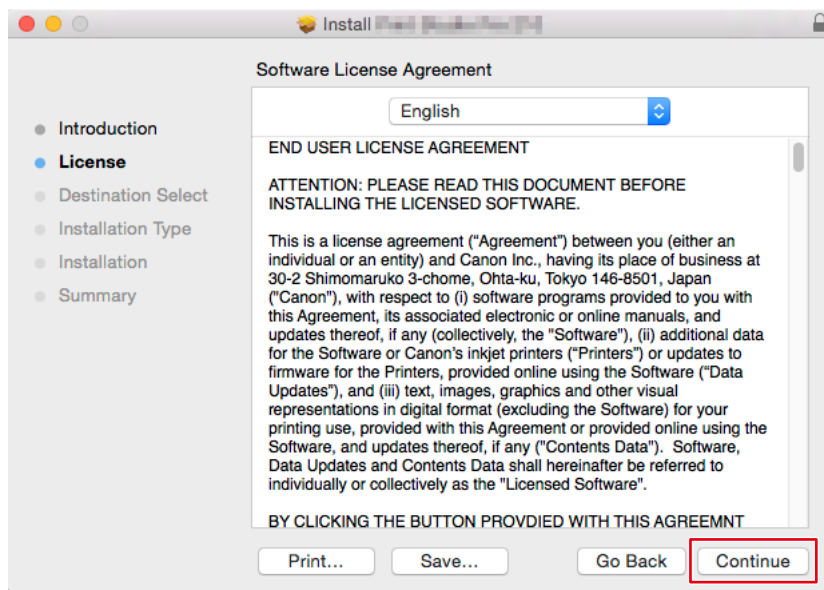 Install
Software License Agreement
English
Introduction
License
Destination Select
Installation Type
Installation
Summary
END USER LICENSE AGREEMENT
ATTENTION: PLEASE READ THIS DOCUMENT BEFORE
INSTALLING THE LICENSED SOFTWARE.
This is a license agreement (“Agreement”) between you (either an
individual or an entity) and Canon Inc., having its place of business at
30-2 Shimomaruko 3-chome, Ohta-ku, Tokyo 146-8501, Japan
("Canon"), with respect to (i) software programs provided to you with
this Agreement, its associated electronic or online manuals, and
updates thereof, if any (collectively, the "Software"), (ii) additional data
for the Software or Canon’s inkjet printers (“Printers”) or updates to
firmware for the Printers, provided online using the Software (“Data
Updates”), and (iii) text, images, graphics and other visual
representations in digital format (excluding the Software) for your
printing use, provided with this Agreement or provided online using the
Software, and updates thereof, if any ("Contents Data").  Software,
Data Updates and Contents Data shall hereinafter be referred to
individually or collectively as the "Licensed Software".
BY CLICKING THE BUTTON PROVDIED WITH THIS AGREEMNT
Print...
Save...
Go Back
Continue